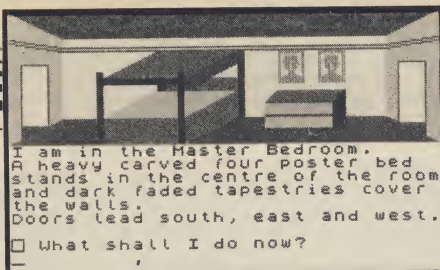 I am in the Master Bedroom.
A heavy carved four poster bed
stands in the centre of the room
and dark faded tapestries cover
the walls.
Doors lead south, east and west.
What shall I do now?